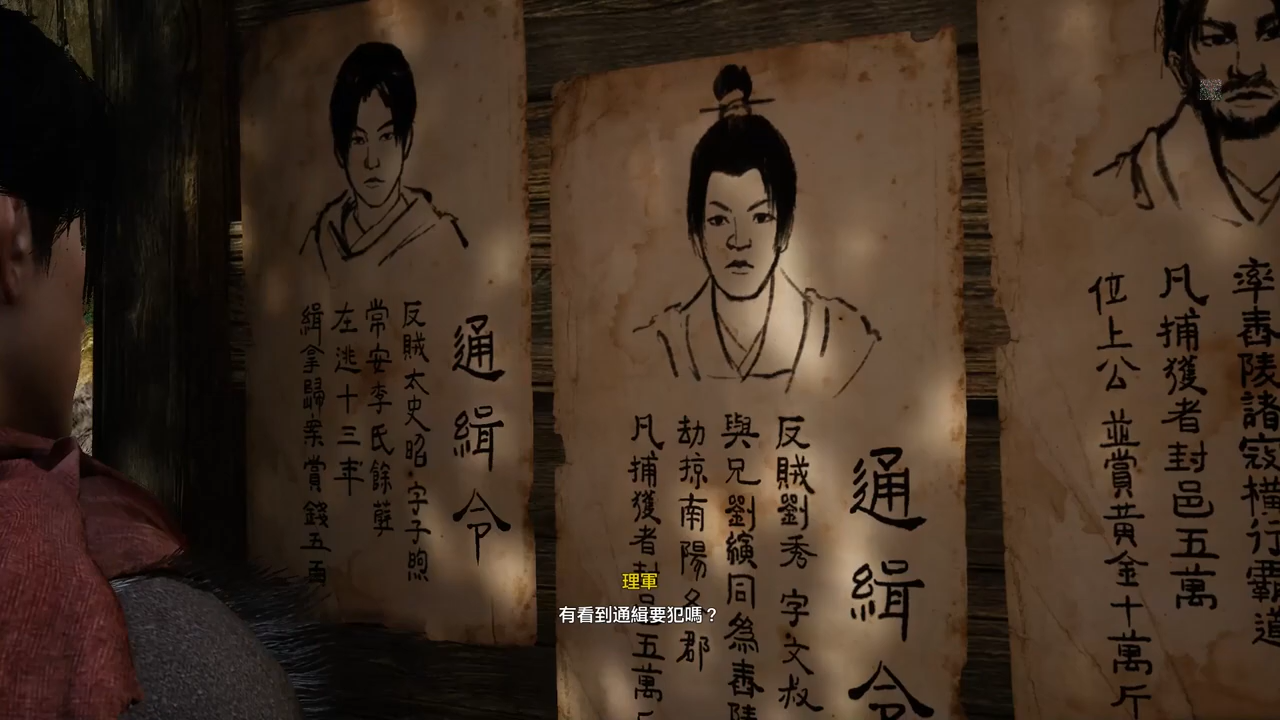 通緝令
反賊太史昭·字子煦
常安李氏餘孽
左逃十三年
緝拿歸案賞錢五百
通緝令
反賊劉秀 字文叔
與兄劉縯同為舂陵
劫掠南陽 郡
凡捕獲者封 五萬
率舂陵諸寇橫行霸道
凡捕獲者封邑五萬
位上公 並賞黃金十萬斤
理軍
有看到通緝要犯嗎？